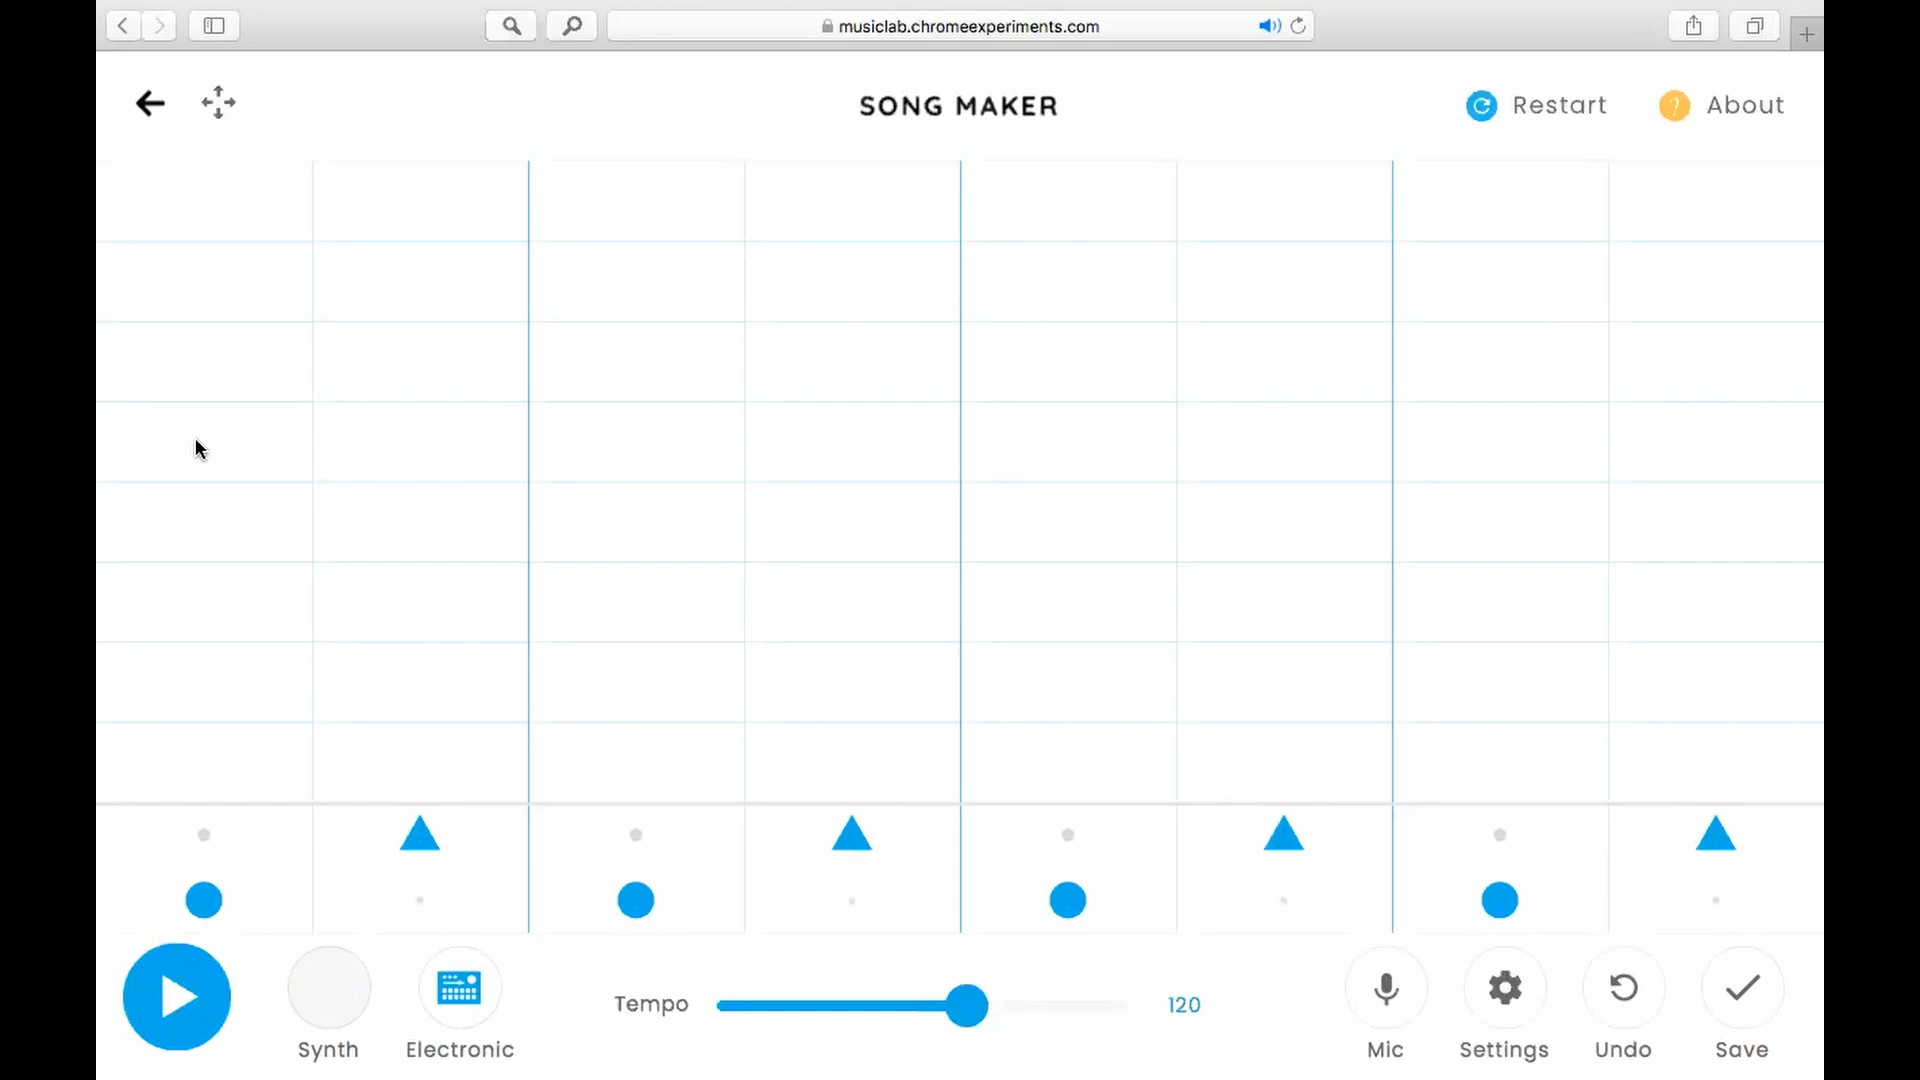 musiclab.chromeexperiments.com
SONG MAKER
Restart
? About
Tempo
120
Synth
Electronic
Mic
Settings
Undo
Save